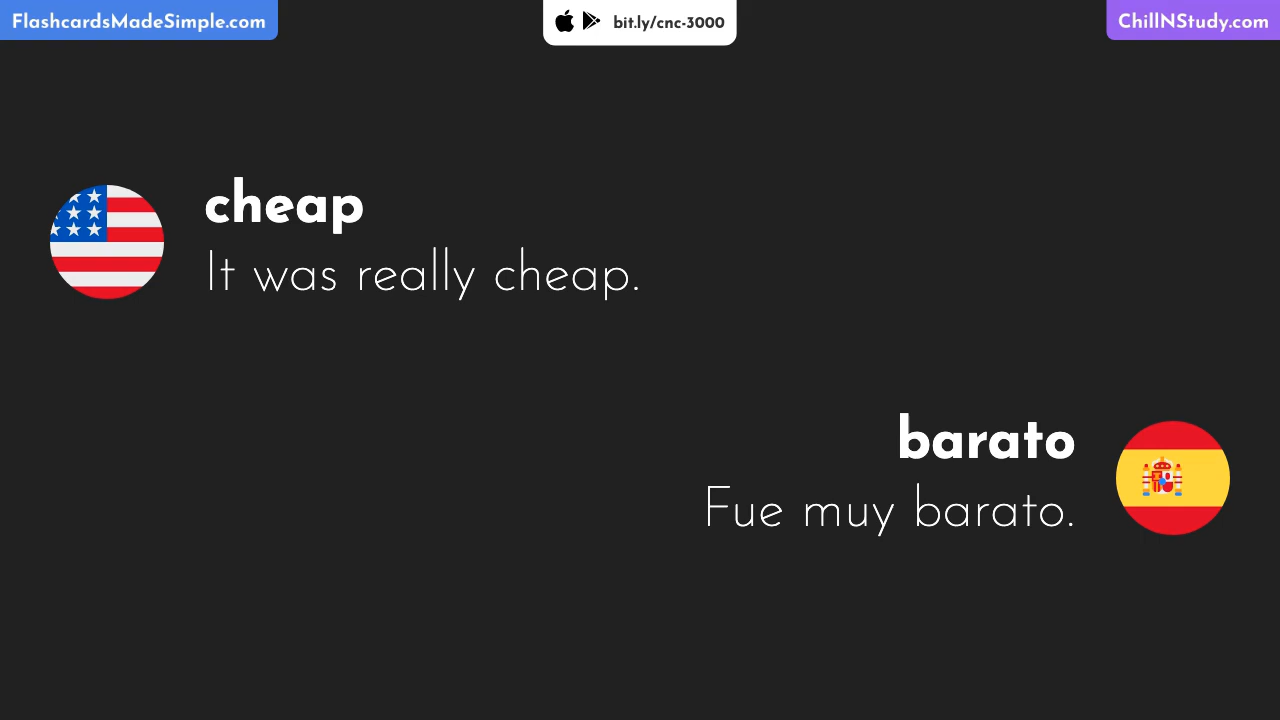 FlashcardsMadeSimple.com
bit.ly/cnc-3000
ChillNStudy.com
cheap
It was really cheap.
barato
Fue muy barato.